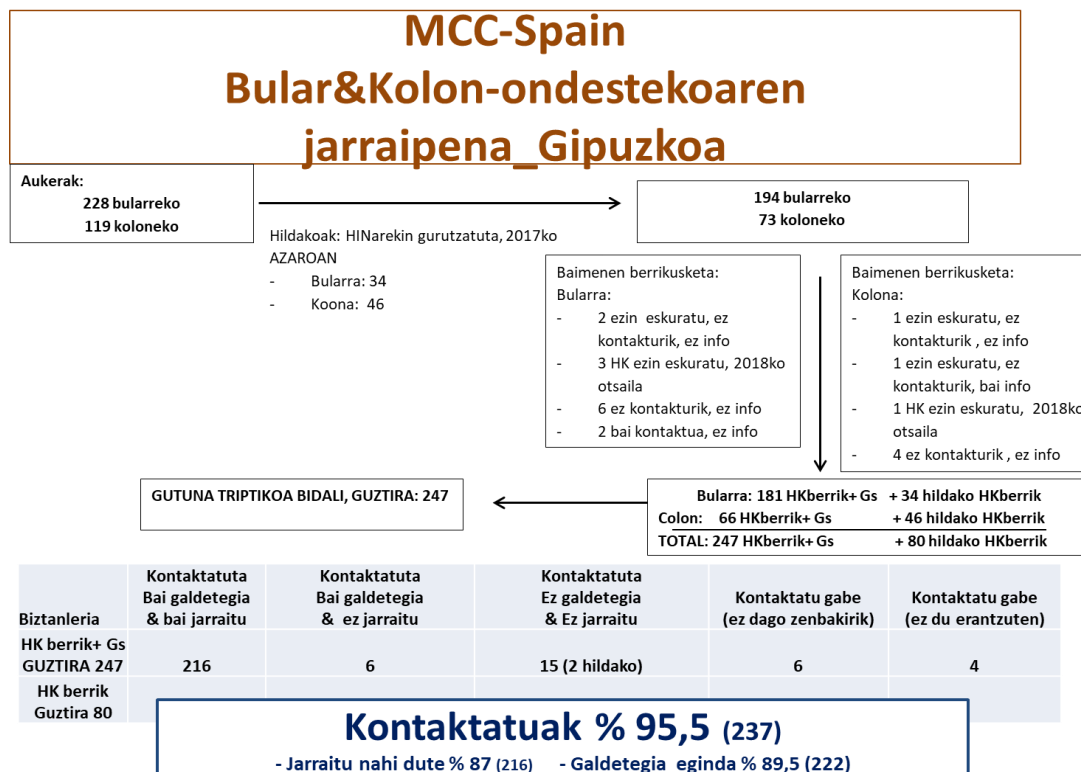 MCC-Spain
Bular&Kolon-ondestekoaren
jarraipena_Gipuzkoa
Aukerak:
228 bularreko
119 koloneko
194 bularreko
73 koloneko
Hildakoak: HINarekin gurutzatuta, 2017ko
AZAROAN
- Bularra: 34
- Koona: 46
Baimenen berrikusketa:
Bularra:
- 2 ezin eskuratu, ez
kontakturik, ez info
- 3 HK ezin eskuratu, 2018ko
otsaila
- 6 ez kontakturik, ez info
- 2 bai kontaktua, ez info
Baimenen berrikusketa:
Kolona:
- 1 ezin eskuratu, ez
kontakturik , ez info
- 1 ezin eskuratu, ez
kontakturik, bai info
- 1 HK ezin eskuratu, 2018ko
otsaila
- 4 ez kontakturik , ez info
GUTUNA TRIPTIKOA BIDALI, GUZTIRA: 247
Bularra: 181 HKberrik+ Gs + 34 hildako HKberrik
Colon: 66 HKberrik+ Gs + 46 hildako HKberrik
TOTAL: 247 HKberrik+ Gs + 80 hildako HKberrik
Biztanleria
Kontaktatuta
Bai galdetegia
& bai jarraitu
Kontaktatuta
Bai galdetegia
& ez jarraitu
Kontaktatuta
Ez galdetegia
& Ez jarraitu
Kontaktatu gabe
(ez dago zenbakirik)
Kontaktatu gabe
(ez du erantzuten)
HK berrik+ Gs
GUZTIRA 247
216
6
15 (2 hildako)
6
4
HK berrik
Guztira 80
Kontaktatuak % 95,5 (237)
- Jarraitu nahi dute % 87 (216) - Galdetegia eginda % 89,5 (222)